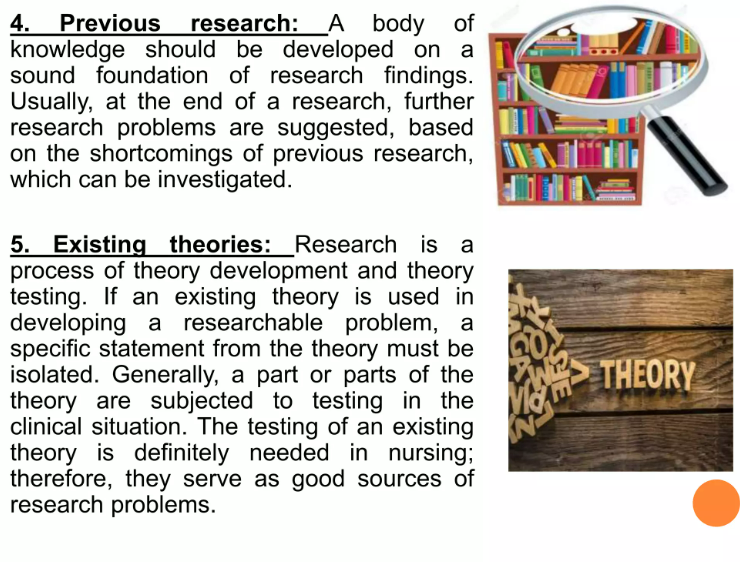 4. Previous research: A body of
knowledge should be developed on a
sound foundation of research findings.
Usually, at the end of a research, further
research problems are suggested, based
on the shortcomings of previous research,
which can be investigated.
5. Existing theories: Research is a
process of theory development and theory
testing. If an existing theory is used in
developing a researchable problem, a
specific statement from the theory must be
isolated. Generally, a part or parts of the
theory are subjected to testing in the
clinical situation. The testing of an existing
theory is definitely needed in nursing;
therefore, they serve as good sources of
research problems.
THEORY